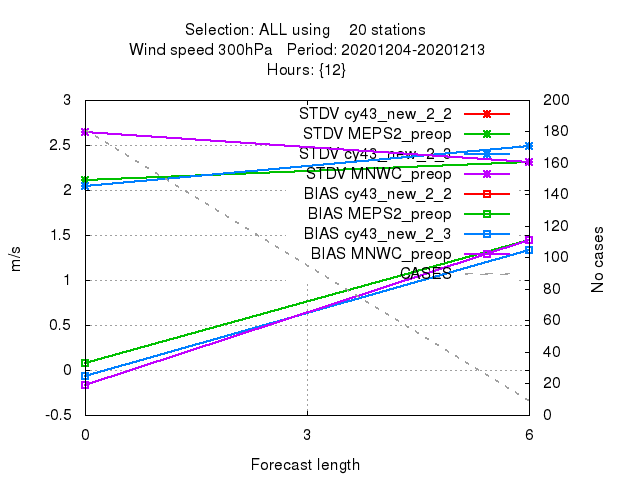 Selection: ALL using 20 stations
Wind speed 300hPa Period: 20201204-20201213
Hours: {12}
3 200
STDV cy43_new_2_2
180
STDV MEPS2_preop
2.5
STDV cy43_new_2_3
160
STDV MNWC_preop
2
BIAS cy43_new_2_2
140
BIAS MEPS2_preop
120
1.5
BIAS cy43_new_2_3
BIAS MNWC_preop
100
CASES
1
80
0.5
60
40
0
20
-0.5 0
m/s
No cases
0 3 6
Forecast length